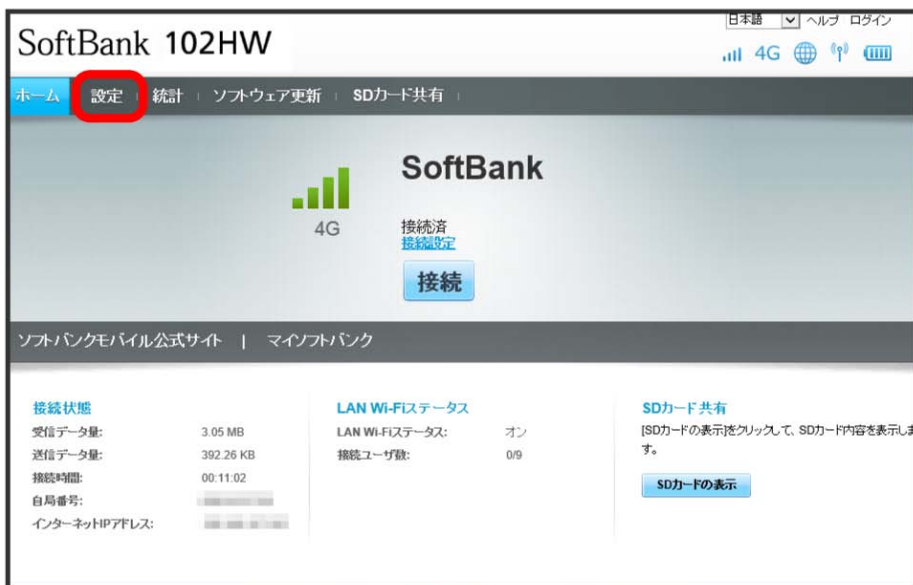 日本語 ヘルプ ログイン
SoftBank 102HW
4G
ホーム 設定 統計 ソフトウェア更新 SDカード共有
SoftBank
4G
接続済
接続設定
接続
ソフトバンクモバイル公式サイト | マイソフトバンク
接続状態
受信データ量: 3.05 MB
送信データ量: 392.26 KB
接続時間: 00:11:02
自局番号:
インターネットIPアドレス:
LAN Wi-Fiステータス
LAN Wi-Fiステータス: オン
接続ユーザ数: 0/9
SDカード共有
[SDカードの表示]をクリックして、SDカード内容を表示しま
す。
SDカードの表示